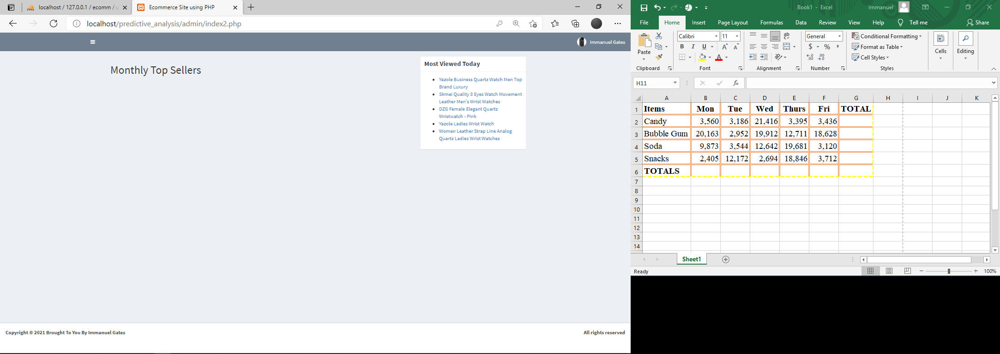 localhost / 127.0.0.1 / ecomm /
Ecommerce Site using PHP
localhost/predictive_analysis/admin/index2.php
Immanuel Gates
Monthly Top Sellers
Most Viewed Today
Yazole Business Quartz Watch Men Top
Brand Luxury
Skmei Quality 3 Eyes Watch Movement
Leather Men's Wrist Watches
DZG Female Elegant Quartz
Wristwatch - Pink
Yazole Ladies Wrist Watch
Women Leather Strap Line Analog
Quartz Ladies Wrist Watches
Copyright © 2021 Brought To You By Immanuel Gates
All rights reserved
Book1 - Excel
Immanuel
File Home Insert Page Layout Formulas Data Review View Help Tell me Share
Paste
Clipboard
Calibri 11
B I U
Font
ab
Alignment
General
$ % ,
Number
Conditional Formatting
Format as Table
Cell Styles
Styles
Cells
Editing
H11
fx
A B C D E F G H I J K
1 Items Mon Tue Wed Thurs Fri TOTAL
2 Candy 3,560 3,186 21,416 3,395 3,436
3 Bubble Gum 20,163 2,952 19,912 12,711 18,628
4 Soda 9,873 3,544 12,642 19,681 3,120
5 Snacks 2,405 12,172 2,694 18,846 3,712
6 TOTALS
7
8
9
10
11
12
13
14
Sheet1
Ready
100%